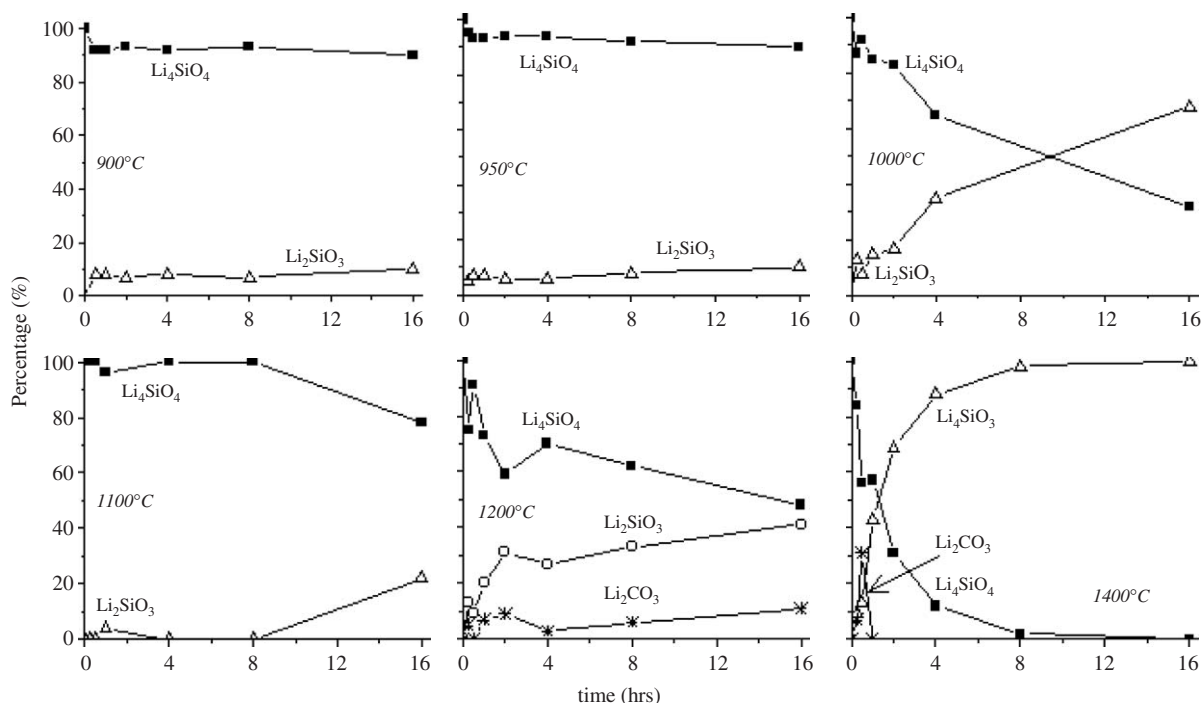 Percentage (%)
100
80
60
40
20
0
Li₄SiO₄
900°C
Li₂SiO₃
0 4 8 12 16
Li₄SiO₄
950°C
Li₂SiO₃
0 4 8 12 16
Li₄SiO₄
1000°C
Li₂SiO₃
0 4 8 12 16
100
80
60
40
20
0
Li₄SiO₄
1100°C
Li₂SiO₃
0 4 8 12 16
Li₄SiO₄
1200°C
Li₂SiO₃
Li₂CO₃
0 4 8 12 16
Li₄SiO₃
Li₂CO₃
Li₄SiO₄
1400°C
0 4 8 12 16
time (hrs)